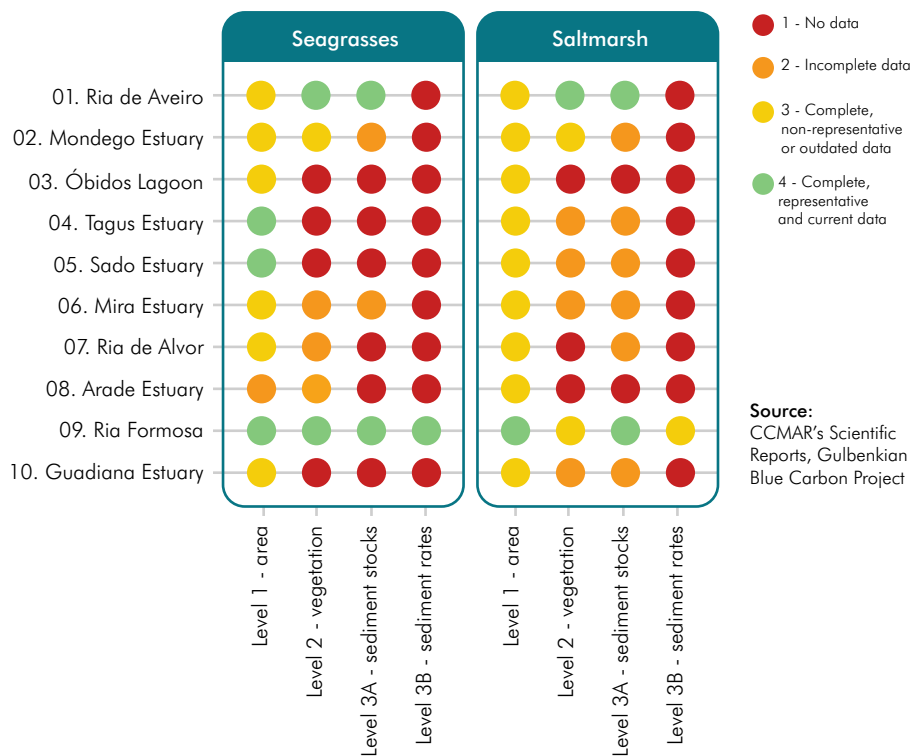 Seagrasses
Saltmarsh
01. Ria de Aveiro
02. Mondego Estuary
03. Óbidos Lagoon
04. Tagus Estuary
05. Sado Estuary
06. Mira Estuary
07. Ria de Alvor
08. Arade Estuary
09. Ria Formosa
10. Guadiana Estuary
Level 1 - area
Level 2 - vegetation
Level 3A - sediment stocks
Level 3B - sediment rates
Level 1 - area
Level 2 - vegetation
Level 3A - sediment stocks
Level 3B - sediment rates
1 - No data
2 - Incomplete data
3 - Complete,
non-representative
or outdated data
4 - Complete,
representative
and current data
Source:
CCMAR's Scientific
Reports, Gulbenkian
Blue Carbon Project